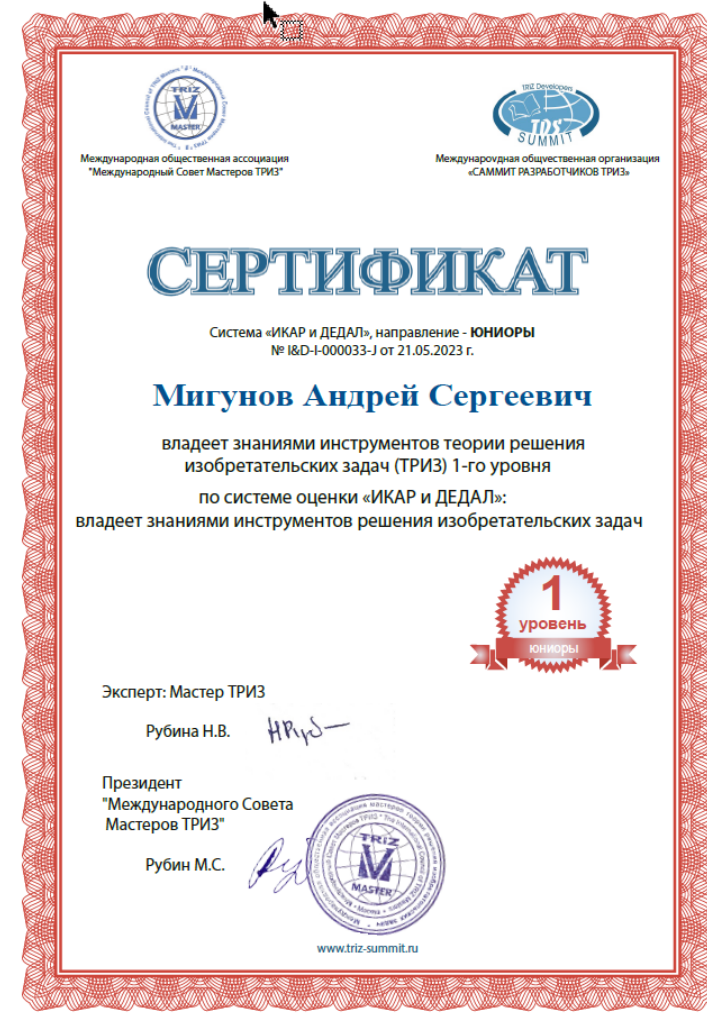 TRIZ
MASTER
TRIZ Developers
TDS
SUMMIT
Международная общественная ассоциация
"Международный Совет Мастеров ТРИЗ"
Международная общуественная организация
«САММИТ РАЗРАБОТЧИКОВ ТРИЗ»
СЕРТИФИКАТ
Система «ИКАР и ДЕДАЛ», направление - ЮНИОРЫ
№ I&D-I-000033-J от 21.05.2023 г.
Мигунов Андрей Сергеевич
владеет знаниями инструментов теории решения
изобретательских задач (ТРИЗ) 1-го уровня
по системе оценки «ИКАР и ДЕДАЛ»:
владеет знаниями инструментов решения изобретательских задач
1
уровень
юниоры
Эксперт: Мастер ТРИЗ
Рубина Н.В.
Президент
"Международного Совета
Мастеров ТРИЗ"
Рубин М.С.
TRIZ
MASTER
www.triz-summit.ru